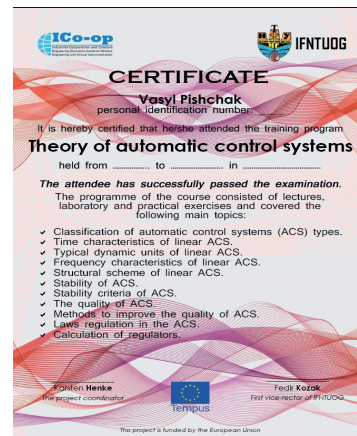 ICo-op
Industrial Cooperation and Creative
Engineering Education based on Remote
Engineering and Virtual Instrumentation
IFNTUOG
CERTIFICATE
Vasyl Pishchak
personal identification number:
It is hereby certified that he/she attended the training program
Theory of automatic control systems
held from ............... to ..................... in ...............................
The attendee has successfully passed the examination.
The programme of the course consisted of lectures,
laboratory and practical exercises and covered the
following main topics:
✓ Classification of automatic control systems (ACS) types.
✓ Time characteristics of linear ACS.
✓ Typical dynamic units of linear ACS.
✓ Frequency characteristics of linear ACS.
✓ Structural scheme of linear ACS.
✓ Stability of ACS.
✓ Stability criteria of ACS.
✓ The quality of ACS.
✓ Methods to improve the quality of ACS.
✓ Laws regulation in the ACS.
✓ Calculation of regulators.
Karsten Henke
The project coordinator
Tempus
Fedir Kozak
First vice-rector of IFNTUOG
This project is funded by the European Union